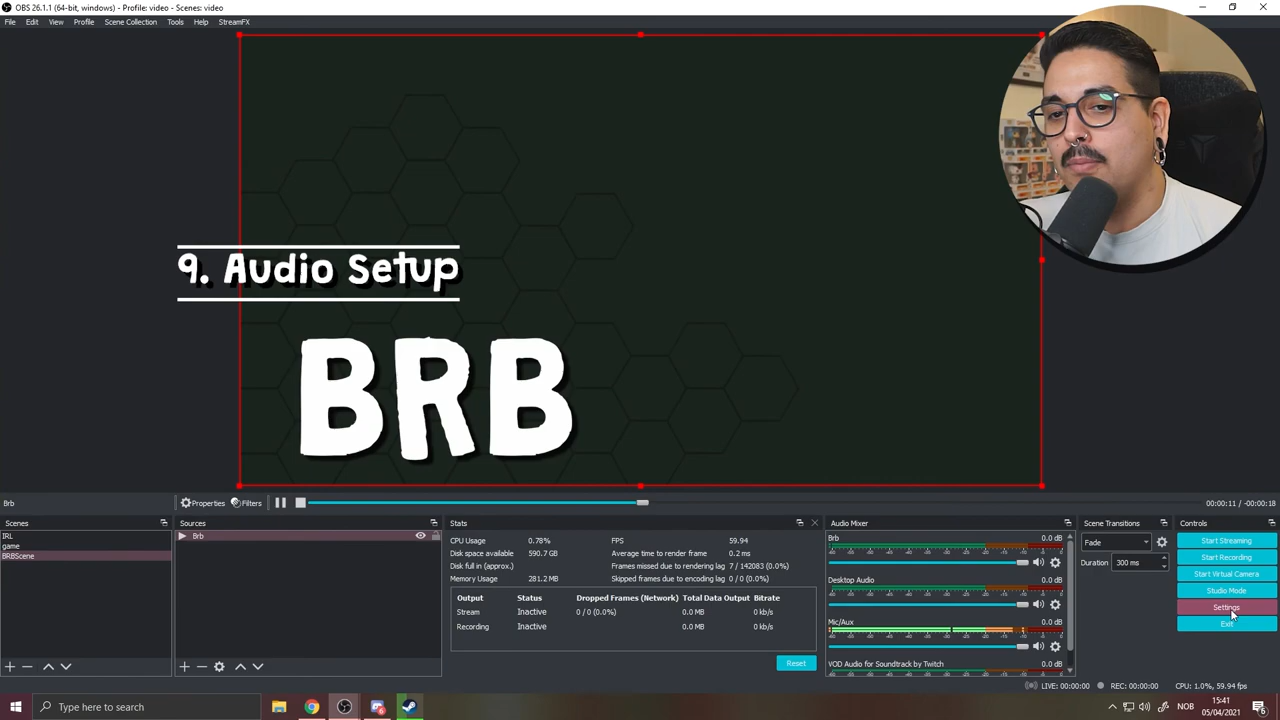 OBS 26.1.1 (64-bit, windows) - Profile: video - Scenes: video
File Edit View Profile Scene Collection Tools Help StreamFX
9. Audio Setup
BRB
Brb Properties Filters 00:00:11 / -00:00:18
Scenes
IRL
game
BRBScene
Sources
Brb
Stats
CPU Usage 0.78% FPS 59.94
Disk space available 590.7 GB Average time to render frame 0.2 ms
Disk full in (approx.) Frames missed due to rendering lag 7 / 142083 (0.0%)
Memory Usage 281.2 MB Skipped frames due to encoding lag 0 / 0 (0.0%)
Output Status Dropped Frames (Network) Total Data Output Bitrate
Stream Inactive 0 / 0 (0.0%) 0.0 MB 0 kb/s
Recording Inactive 0.0 MB 0 kb/s
Reset
Audio Mixer
Brb 0.0 dB
Desktop Audio 0.0 dB
Mic/Aux 0.0 dB
VOD Audio for Soundtrack by Twitch 0.0 dB
Scene Transitions
Fade
Duration 300 ms
Controls
Start Streaming
Start Recording
Start Virtual Camera
Studio Mode
Settings
Exit
LIVE: 00:00:00 REC: 00:00:00 CPU: 1.0%, 59.94 fps
Type here to search
NOB
15:41
05/04/2021